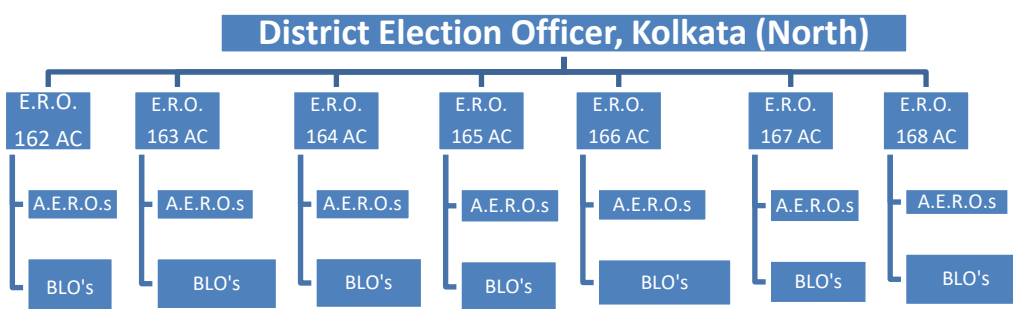 District Election Officer, Kolkata (North)
E.R.O.
162 AC
E.R.O.
163 AC
E.R.O.
164 AC
E.R.O.
165 AC
E.R.O.
166 AC
E.R.O.
167 AC
E.R.O.
168 AC
A.E.R.O.s
A.E.R.O.s
A.E.R.O.s
A.E.R.O.s
A.E.R.O.s
A.E.R.O.s
A.E.R.O.s
BLO's
BLO's
BLO's
BLO's
BLO's
BLO's
BLO's